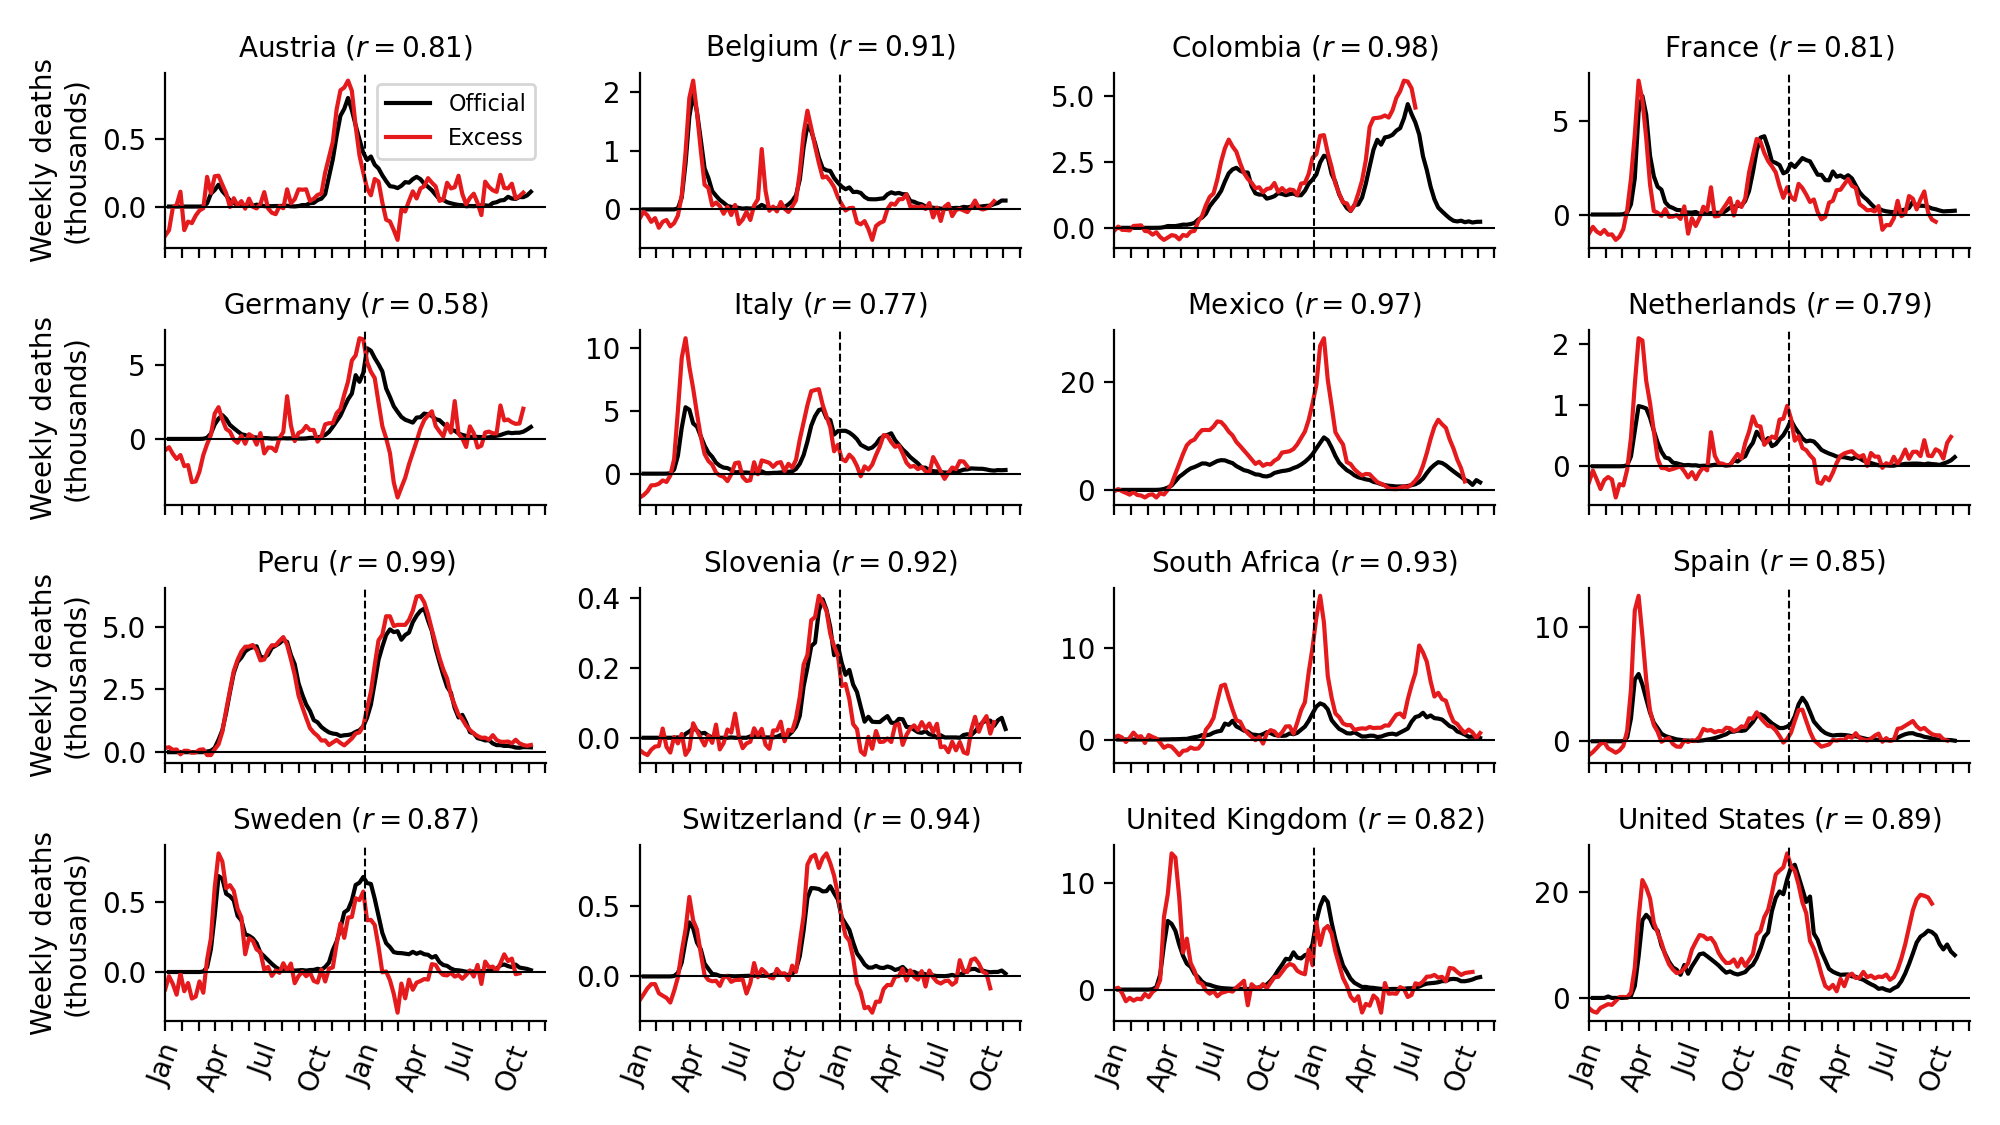 Austria (r = 0.81)
Belgium (r = 0.91)
Colombia (r = 0.98)
France (r = 0.81)
Weekly deaths
(thousands)
0.5
0.0
Official
Excess
2
1
0
5.0
2.5
0.0
5
0
Germany (r = 0.58)
Italy (r = 0.77)
Mexico (r = 0.97)
Netherlands (r = 0.79)
Weekly deaths
(thousands)
5
0
10
5
0
20
0
2
1
0
Peru (r = 0.99)
Slovenia (r = 0.92)
South Africa (r = 0.93)
Spain (r = 0.85)
Weekly deaths
(thousands)
5.0
2.5
0.0
0.4
0.2
0.0
10
0
10
0
Sweden (r = 0.87)
Switzerland (r = 0.94)
United Kingdom (r = 0.82)
United States (r = 0.89)
Weekly deaths
(thousands)
0.5
0.0
0.5
0.0
10
0
20
0
Jan Apr Jul Oct Jan Apr Jul Oct
Jan Apr Jul Oct Jan Apr Jul Oct
Jan Apr Jul Oct Jan Apr Jul Oct
Jan Apr Jul Oct Jan Apr Jul Oct